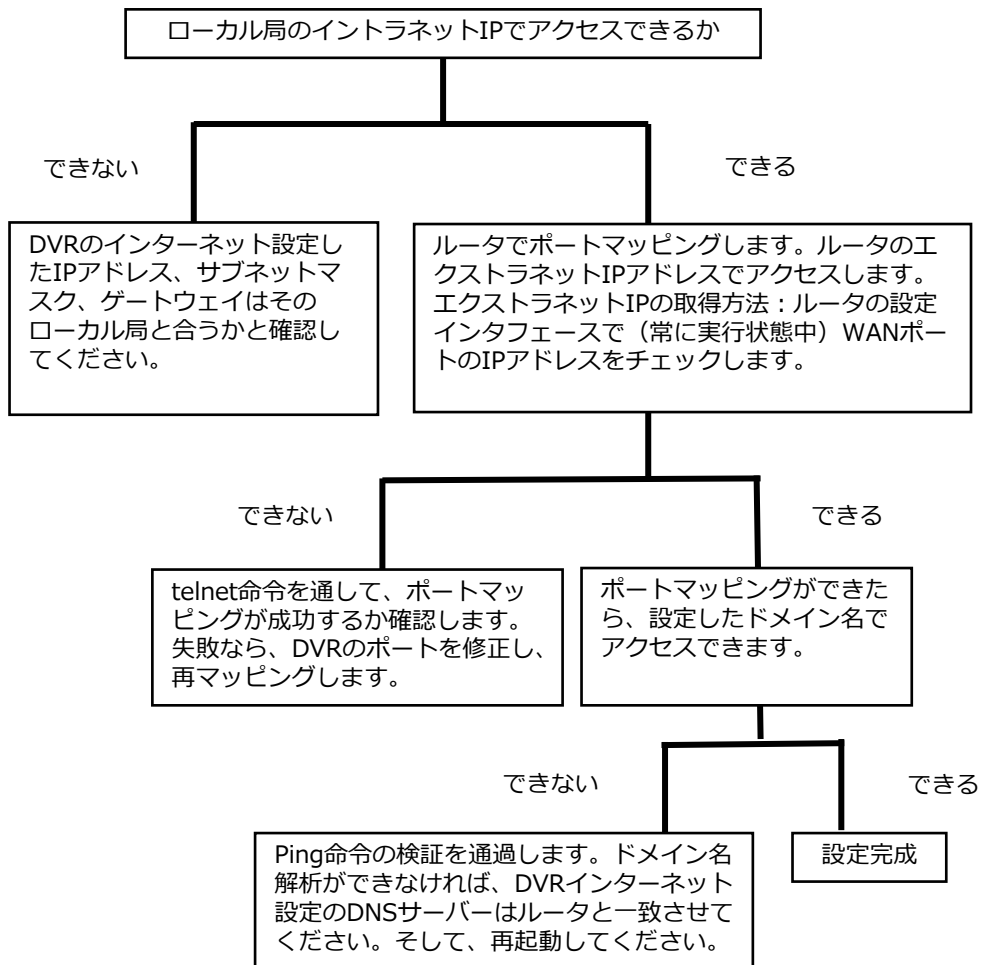 ローカル局のイントラネットIPでアクセスできるか
できない
できる
DVRのインターネット設定し
たIPアドレス、サブネットマ
スク、ゲートウェイはその
ローカル局と合うかと確認し
てください。
ルータでポートマッピングします。ルータのエ
クストラネットIPアドレスでアクセスします。
エクストラネットIPの取得方法：ルータの設定
インタフェースで（常に実行状態中）WANポー
トのIPアドレスをチェックします。
できない
できる
telnet命令を通して、ポートマッ
ピングが成功するか確認します。
失敗なら、DVRのポートを修正し、
再マッピングします。
ポートマッピングができた
ら、設定したドメイン名で
アクセスできます。
できない
できる
Ping命令の検証を通過します。ドメイン名
解析ができなければ、DVRインターネット
設定のDNSサーバーはルータと一致させて
ください。そして、再起動してください。
設定完成